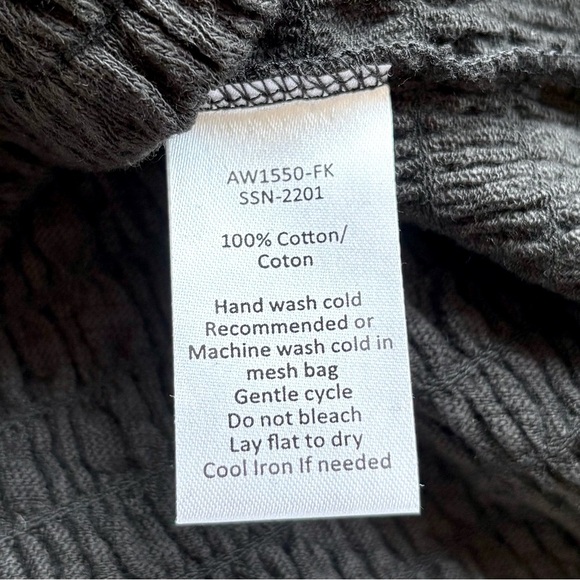 AW1550-FK
SSN-2201
100% Cotton/
Coton
Hand wash cold
Recommended or
Machine wash cold in
mesh bag
Gentle cycle
Do not bleach
Lay flat to dry
Cool Iron If needed